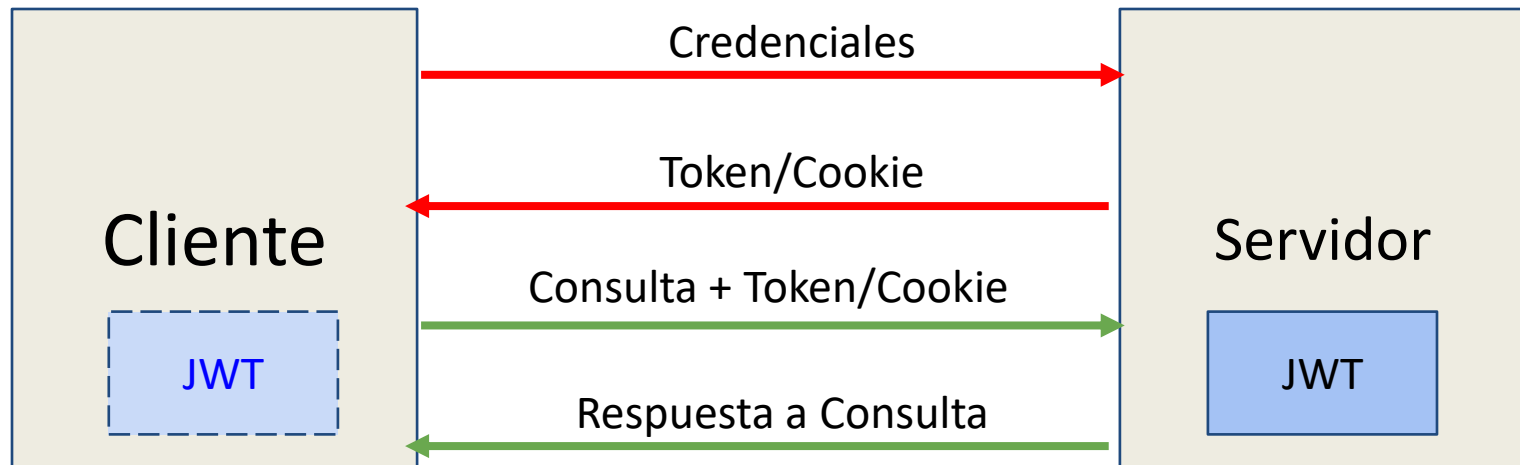 Credenciales
Token/Cookie
Cliente
Servidor
Consulta + Token/Cookie
JWT
JWT
Respuesta a Consulta